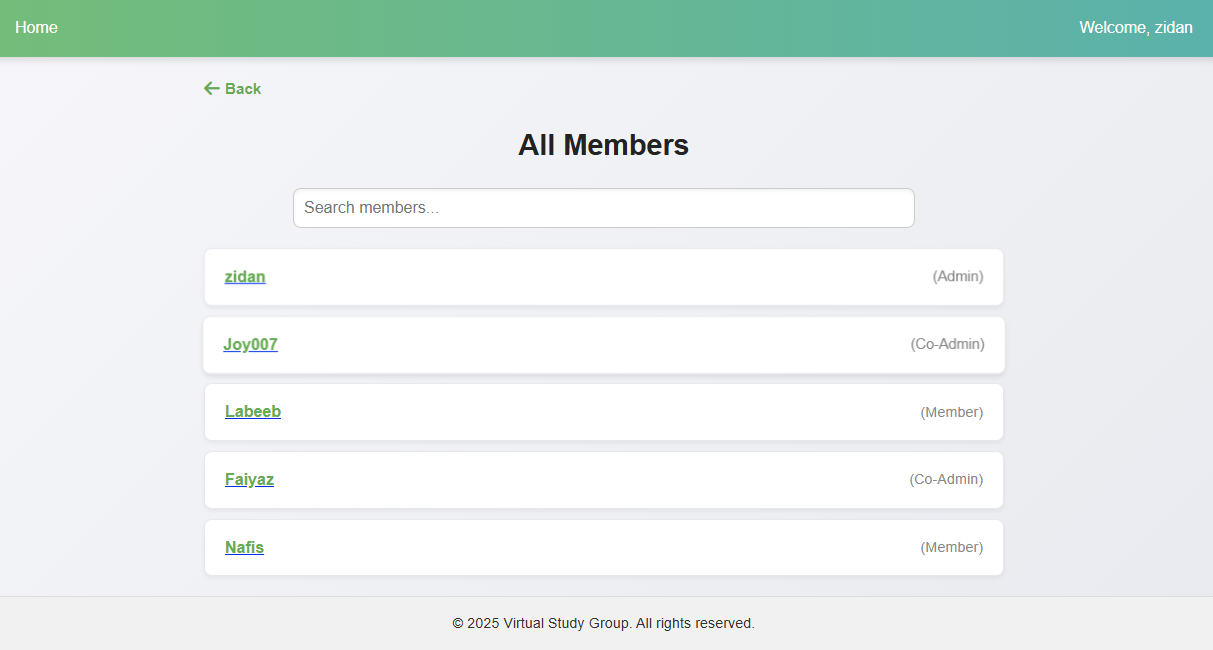 Home
Welcome, zidan
← Back
All Members
Search members...
zidan (Admin)
Joy007 (Co-Admin)
Labeeb (Member)
Faiyaz (Co-Admin)
Nafis (Member)
© 2025 Virtual Study Group. All rights reserved.